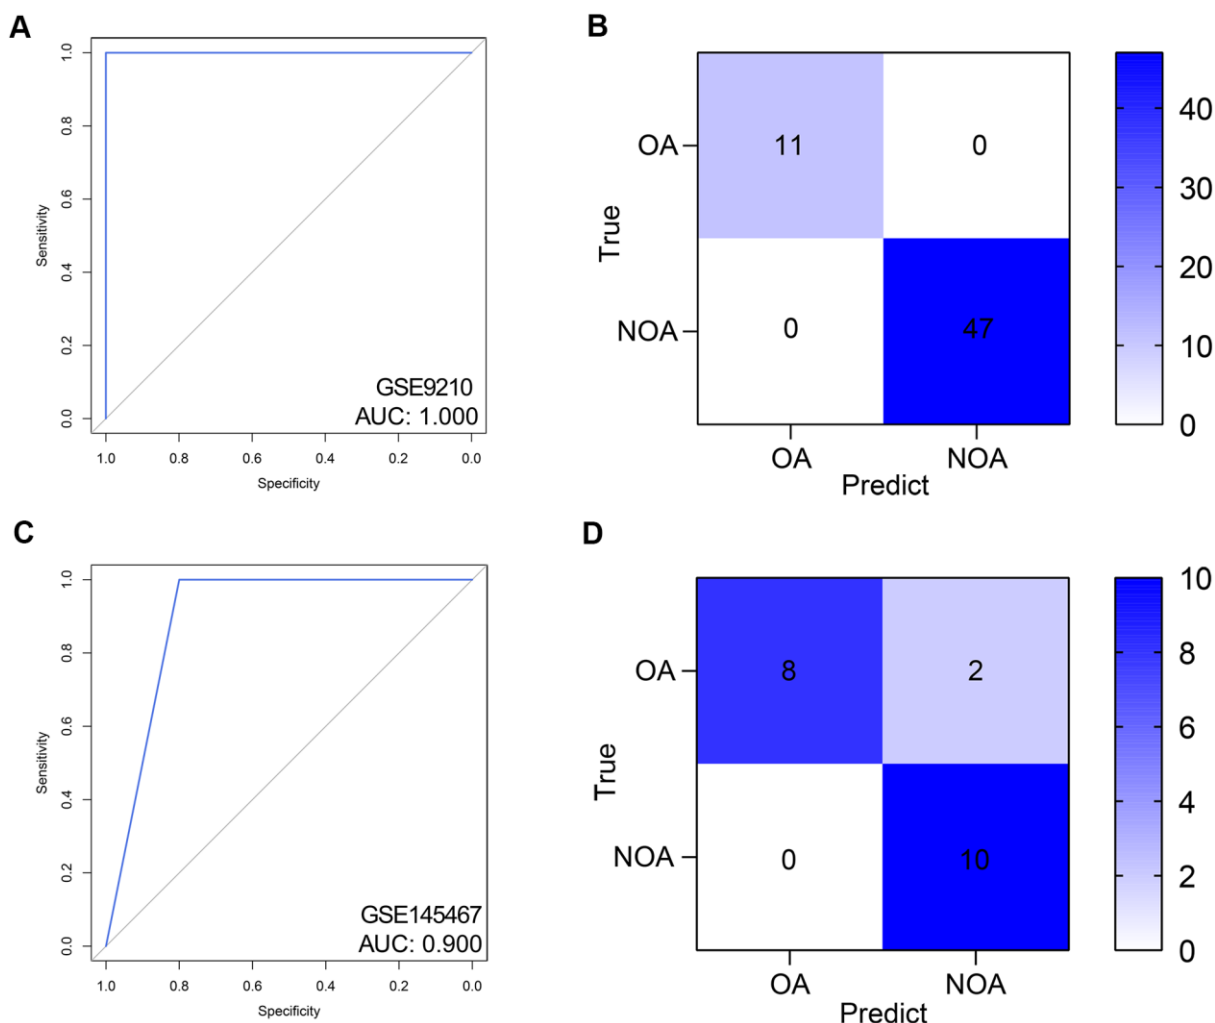 A
1.0
0.8
0.6
0.4
0.2
0.0
Sensitivity
GSE9210
AUC: 1.000
1.0 0.8 0.6 0.4 0.2 0.0
Specificity
B
OA
NOA
True
11 0
0 47
OA NOA
Predict
40
30
20
10
0
C
1.0
0.8
0.6
0.4
0.2
0.0
Sensitivity
GSE145467
AUC: 0.900
1.0 0.8 0.6 0.4 0.2 0.0
Specificity
D
OA
NOA
True
8 2
0 10
OA NOA
Predict
10
8
6
4
2
0